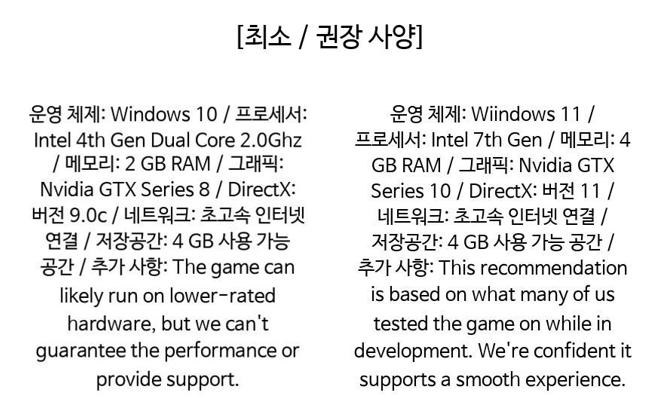 [최소 / 권장 사양]
운영 체제: Windows 10 / 프로세서:
Intel 4th Gen Dual Core 2.0Ghz
/ 메모리: 2 GB RAM / 그래픽:
Nvidia GTX Series 8 / DirectX:
버전 9.0c / 네트워크: 초고속 인터넷
연결 / 저장공간: 4 GB 사용 가능
공간 / 추가 사항: The game can
likely run on lower-rated
hardware, but we can't
guarantee the performance or
provide support.
운영 체제: Wiindows 11 /
프로세서: Intel 7th Gen / 메모리: 4
GB RAM / 그래픽: Nvidia GTX
Series 10 / DirectX: 버전 11 /
네트워크: 초고속 인터넷 연결 /
저장공간: 4 GB 사용 가능 공간 /
추가 사항: This recommendation
is based on what many of us
tested the game on while in
development. We're confident it
supports a smooth experience.